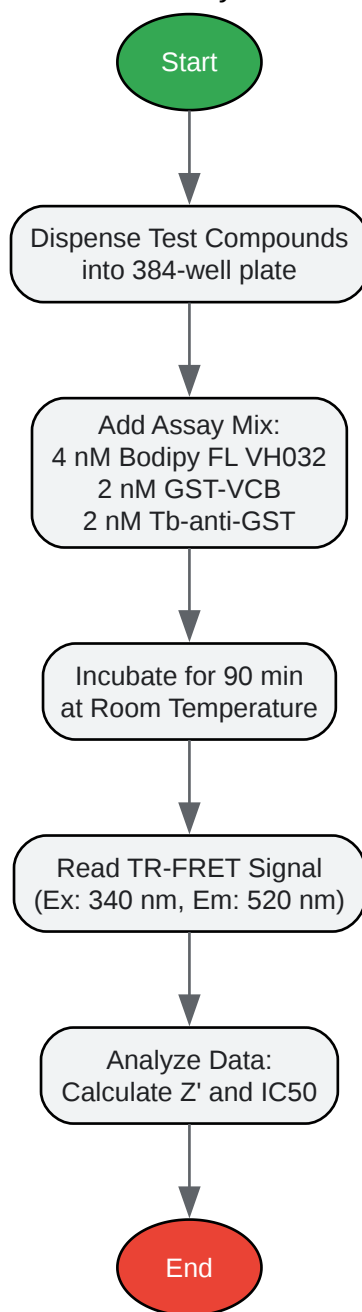 Start
Dispense Test Compounds
into 384-well plate
Add Assay Mix:
4 nM Bodipy FL VH032
2 nM GST-VCB
2 nM Tb-anti-GST
Incubate for 90 min
at Room Temperature
Read TR-FRET Signal
(Ex: 340 nm, Em: 520 nm)
Analyze Data:
Calculate Z' and IC50
End